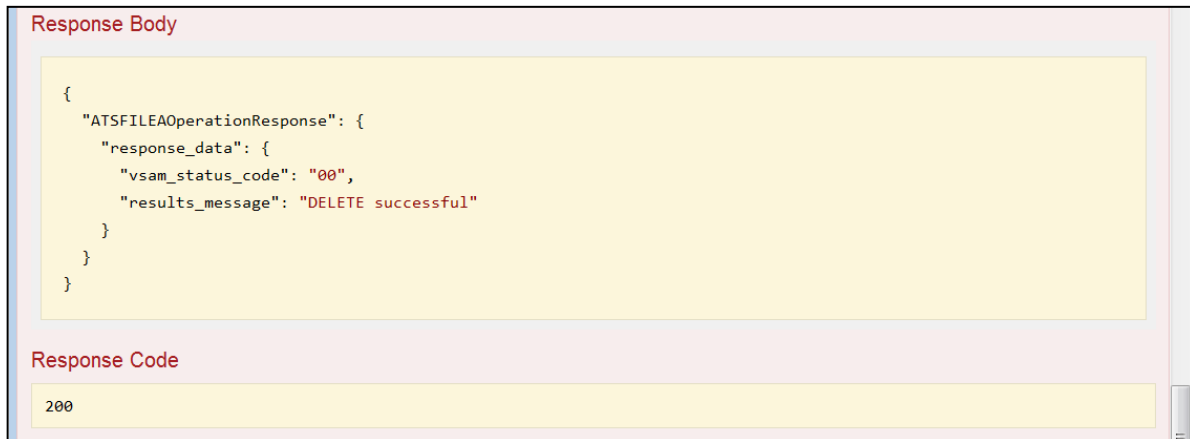 Response Body
{
"ATSFILEAOperationResponse": {
"response_data": {
"vsam_status_code": "00",
"results_message": "DELETE successful"
}
}
}
Response Code
200